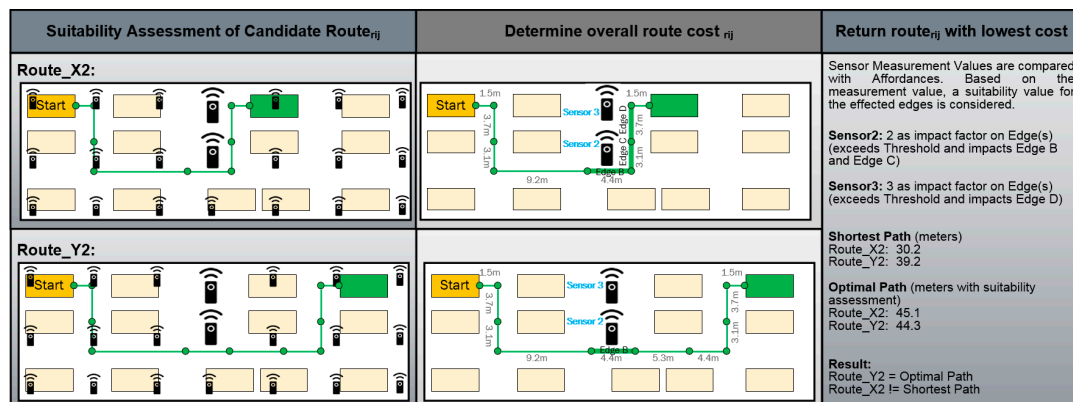 Suitability Assessment of Candidate Route rij
Determine overall route cost rij
Return route rij with lowest cost
Route_X2:
Start
Start
1.5m
3.7m
3.1m
9.2m
4.4m
Edge B
Edge C
Edge D
3.1m
3.7m
1.5m
Sensor 3
Sensor 2
Sensor Measurement Values are compared
with Affordances. Based on the
measurement value, a suitability value for
the effected edges is considered.
Sensor2: 2 as impact factor on Edge(s)
(exceeds Threshold and impacts Edge B
and Edge C)
Sensor3: 3 as impact factor on Edge(s)
(exceeds Threshold and impacts Edge D)
Route_Y2:
Start
Start
1.5m
3.7m
3.1m
9.2m
4.4m
Edge B
5.3m
4.4m
3.1m
3.7m
1.5m
Sensor 3
Sensor 2
Shortest Path (meters)
Route_X2: 30.2
Route_Y2: 39.2
Optimal Path (meters with suitability
assessment)
Route_X2: 45.1
Route_Y2: 44.3
Result:
Route_Y2 = Optimal Path
Route_X2 != Shortest Path